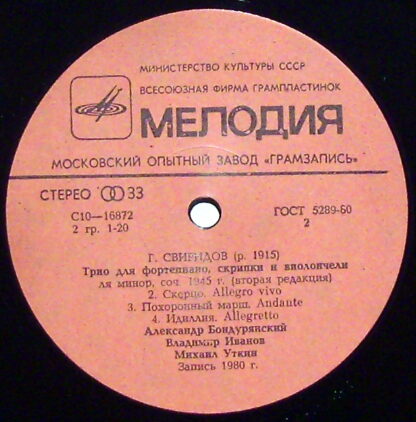 МИНИСТЕРСТВО КУЛЬТУРЫ СССР
ВСЕСОЮЗНАЯ ФИРМА ГРАМПЛАСТИНОК
МЕЛОДИЯ
МОСКОВСКИЙ ОПЫТНЫЙ ЗАВОД «ГРАМЗАПИСЬ»
СТЕРЕО 33
С10—16872
2 гр. 1-20
ГОСТ 5289-80
2
Г. СВИРИДОВ (р. 1915)
Трио для фортепиано, скрипки и виолончели
ля минор, соч 1945 г. (вторая редакция)
2. Скерцо. Allegro vivo
3. Похоронный марш. Andante
4. Идиллия. Allegretto
Александр Бондурянский
Владимир Иванов
Михаил Уткин
Запись 1980 г.